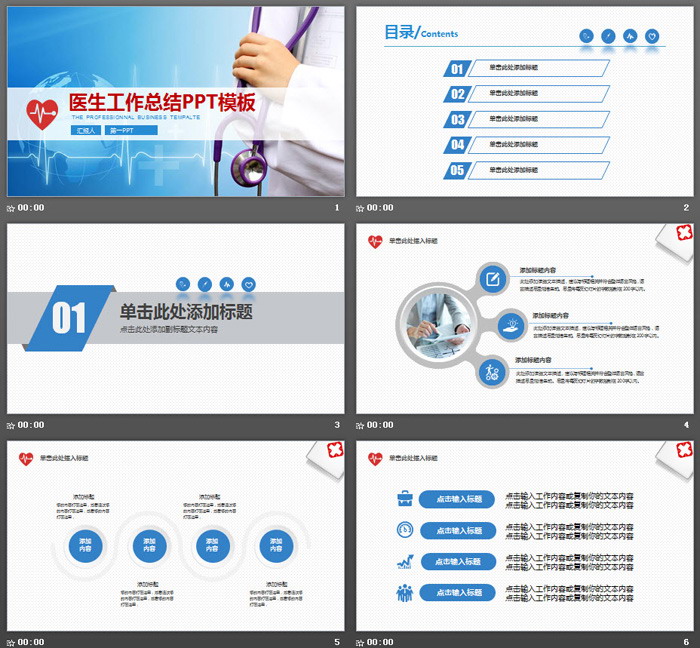 医生工作总结PPT模板
THE PROFESSIONNAL BUSINESS TEMPALTE
汇报人
第一PPT
00:00
1
目录/Contents
01 单击此处添加标题
02 单击此处添加标题
03 单击此处添加标题
04 单击此处添加标题
05 单击此处添加标题
00:00
2
01
单击此处添加标题
点击此处添加副标题文本内容
00:00
3
单击此处插入标题
添加标题内容
添加标题内容
添加标题内容
00:00
4
单击此处插入标题
添加标题
添加标题
添加
内容
添加
内容
添加
内容
添加
内容
添加标题
添加标题
00:00
5
单击此处插入标题
点击输入标题
点击输入工作内容或复制你的文本内容
点击输入工作内容或复制你的文本内容
点击输入标题
点击输入工作内容或复制你的文本内容
点击输入工作内容或复制你的文本内容
点击输入标题
点击输入工作内容或复制你的文本内容
点击输入工作内容或复制你的文本内容
点击输入标题
点击输入工作内容或复制你的文本内容
点击输入工作内容或复制你的文本内容
00:00
6